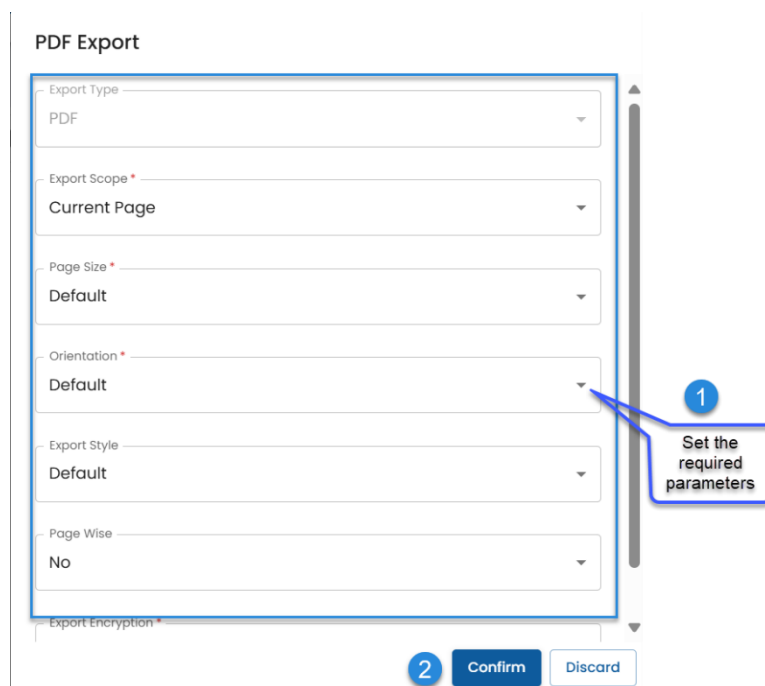 PDF Export
Export Type
PDF
Export Scope *
Current Page
Page Size *
Default
Orientation *
Default
1
Set the
required
parameters
Export Style
Default
Page Wise
No
Export Encryption *
2
Confirm
Discard